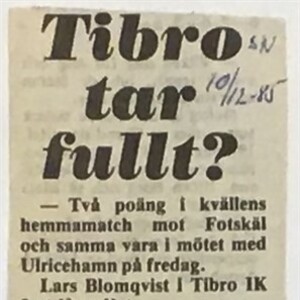 Tibro SN
tar 10/12-85
fullt?
— Två poäng i kvällens
hemmamatch mot Fotskäl
och samma vara i mötet med
Ulricehamn på fredag.
Lars Blomqvist i Tibro IK